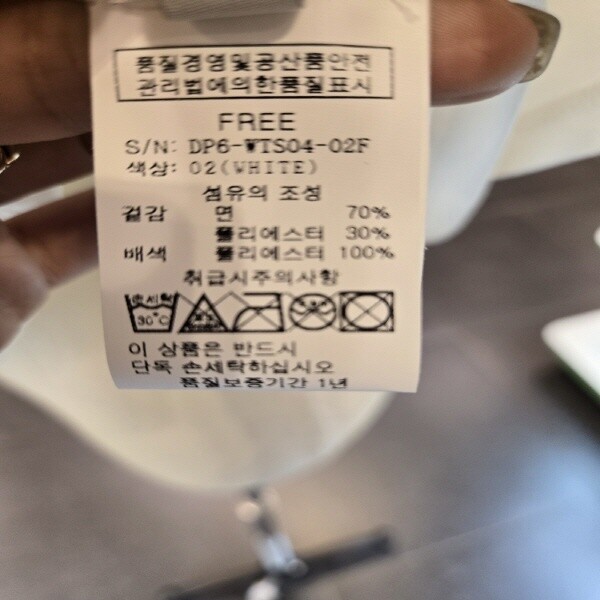 품질경영및공산품안전
관리법에의한품질표시
FREE
S/N: DP6-WTS04-02F
색상: 02(WHITE)
섬유의 조성
겉감 면 70%
폴리에스터 30%
배색 폴리에스터 100%
취급시주의사항
손세탁
30℃
이 상품은 반드시
단독 손세탁하십시오
품질보증기간 1년